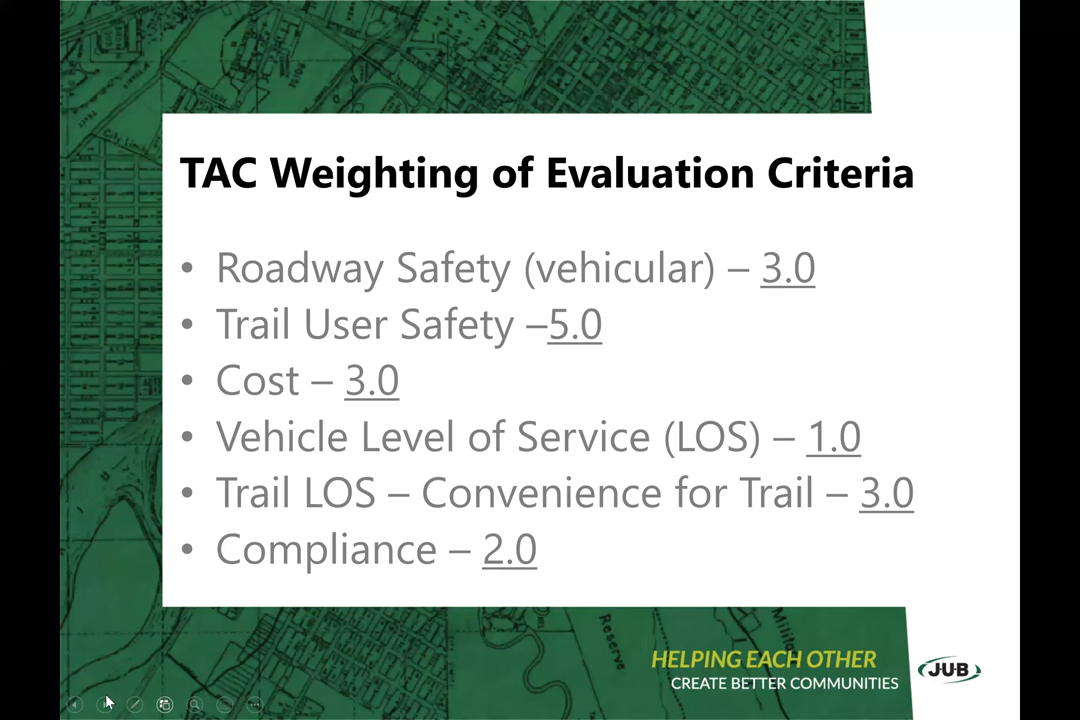 TAC Weighting of Evaluation Criteria
• Roadway Safety (vehicular) – 3.0
• Trail User Safety –5.0
• Cost – 3.0
• Vehicle Level of Service (LOS) – 1.0
• Trail LOS – Convenience for Trail – 3.0
• Compliance – 2.0
Reserve
HELPING EACH OTHER
CREATE BETTER COMMUNITIES
JUB